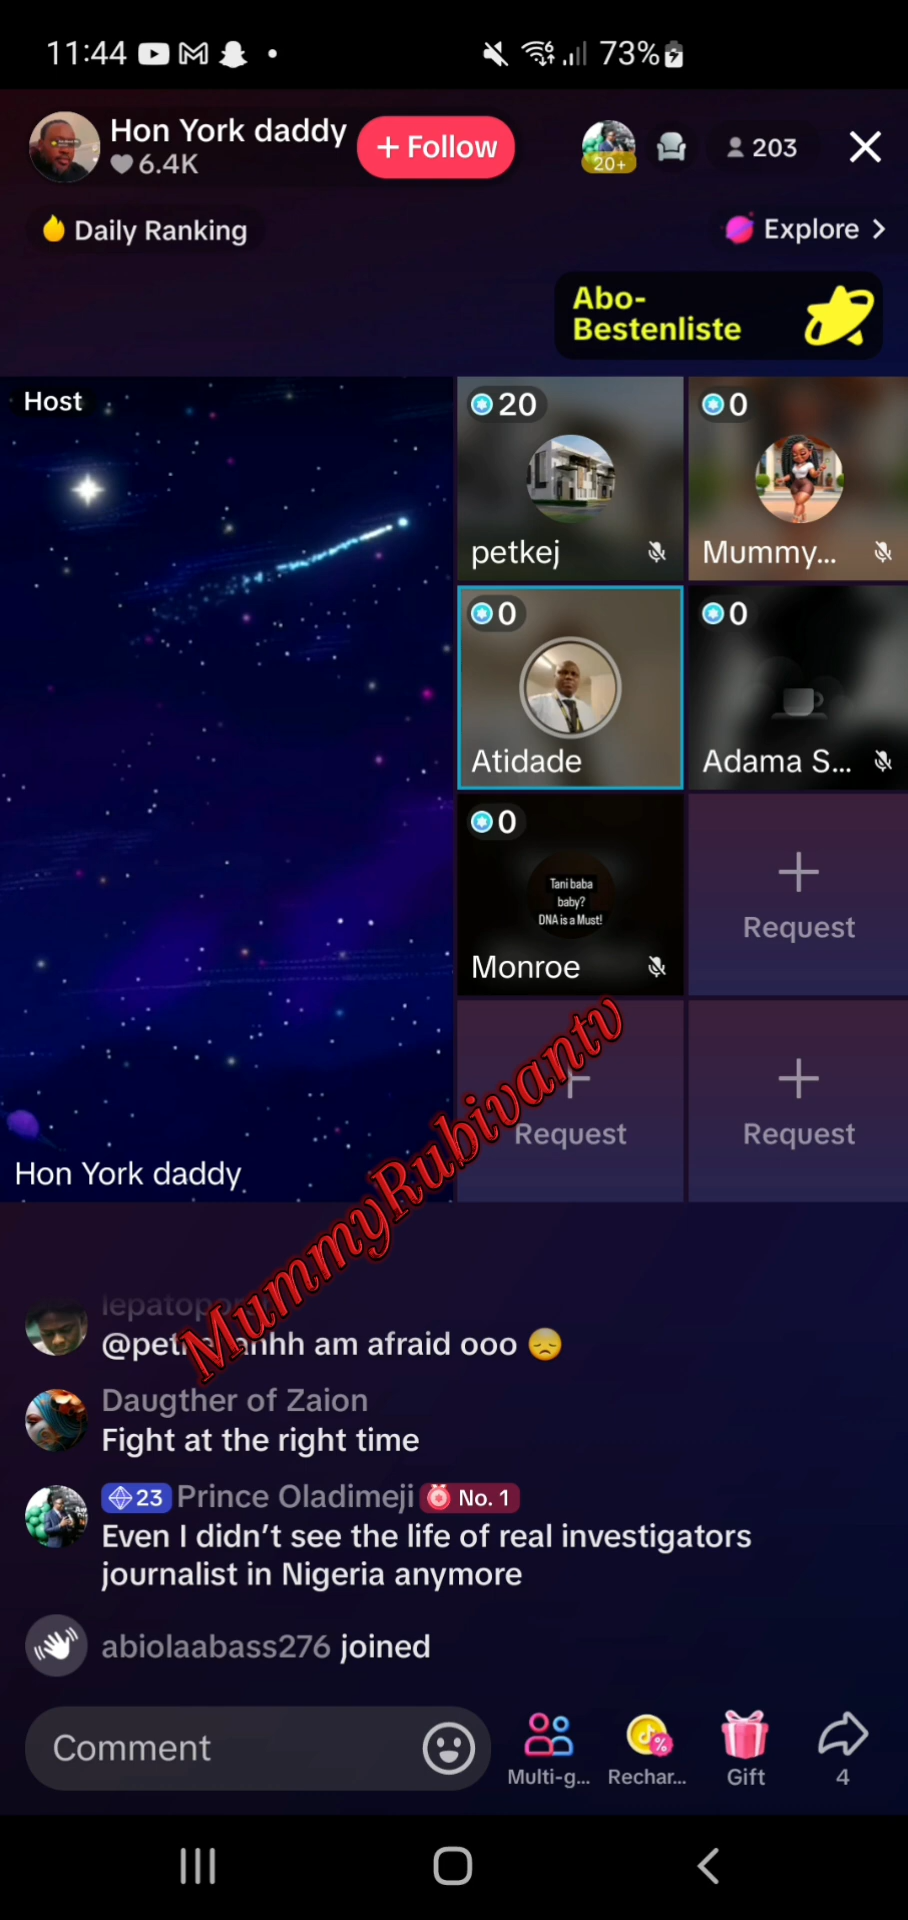 11:44
73%
Hon York daddy
6.4K
+ Follow
20+
203
Daily Ranking
Explore
Abo-
Bestenliste
Host
20
petkej
0
Mummy...
0
Atidade
0
Adama S...
0
Tani baba
baby?
DNA is a Must!
Monroe
Request
Request
Request
Hon York daddy
MummyRubivantv
am afraid ooo 😞
Daugther of Zaion
Fight at the right time
23 Prince Oladimeji No. 1
Even I didn't see the life of real investigators
journalist in Nigeria anymore
abiolaabass276 joined
Comment
Multi-g...
Rechar...
Gift
4